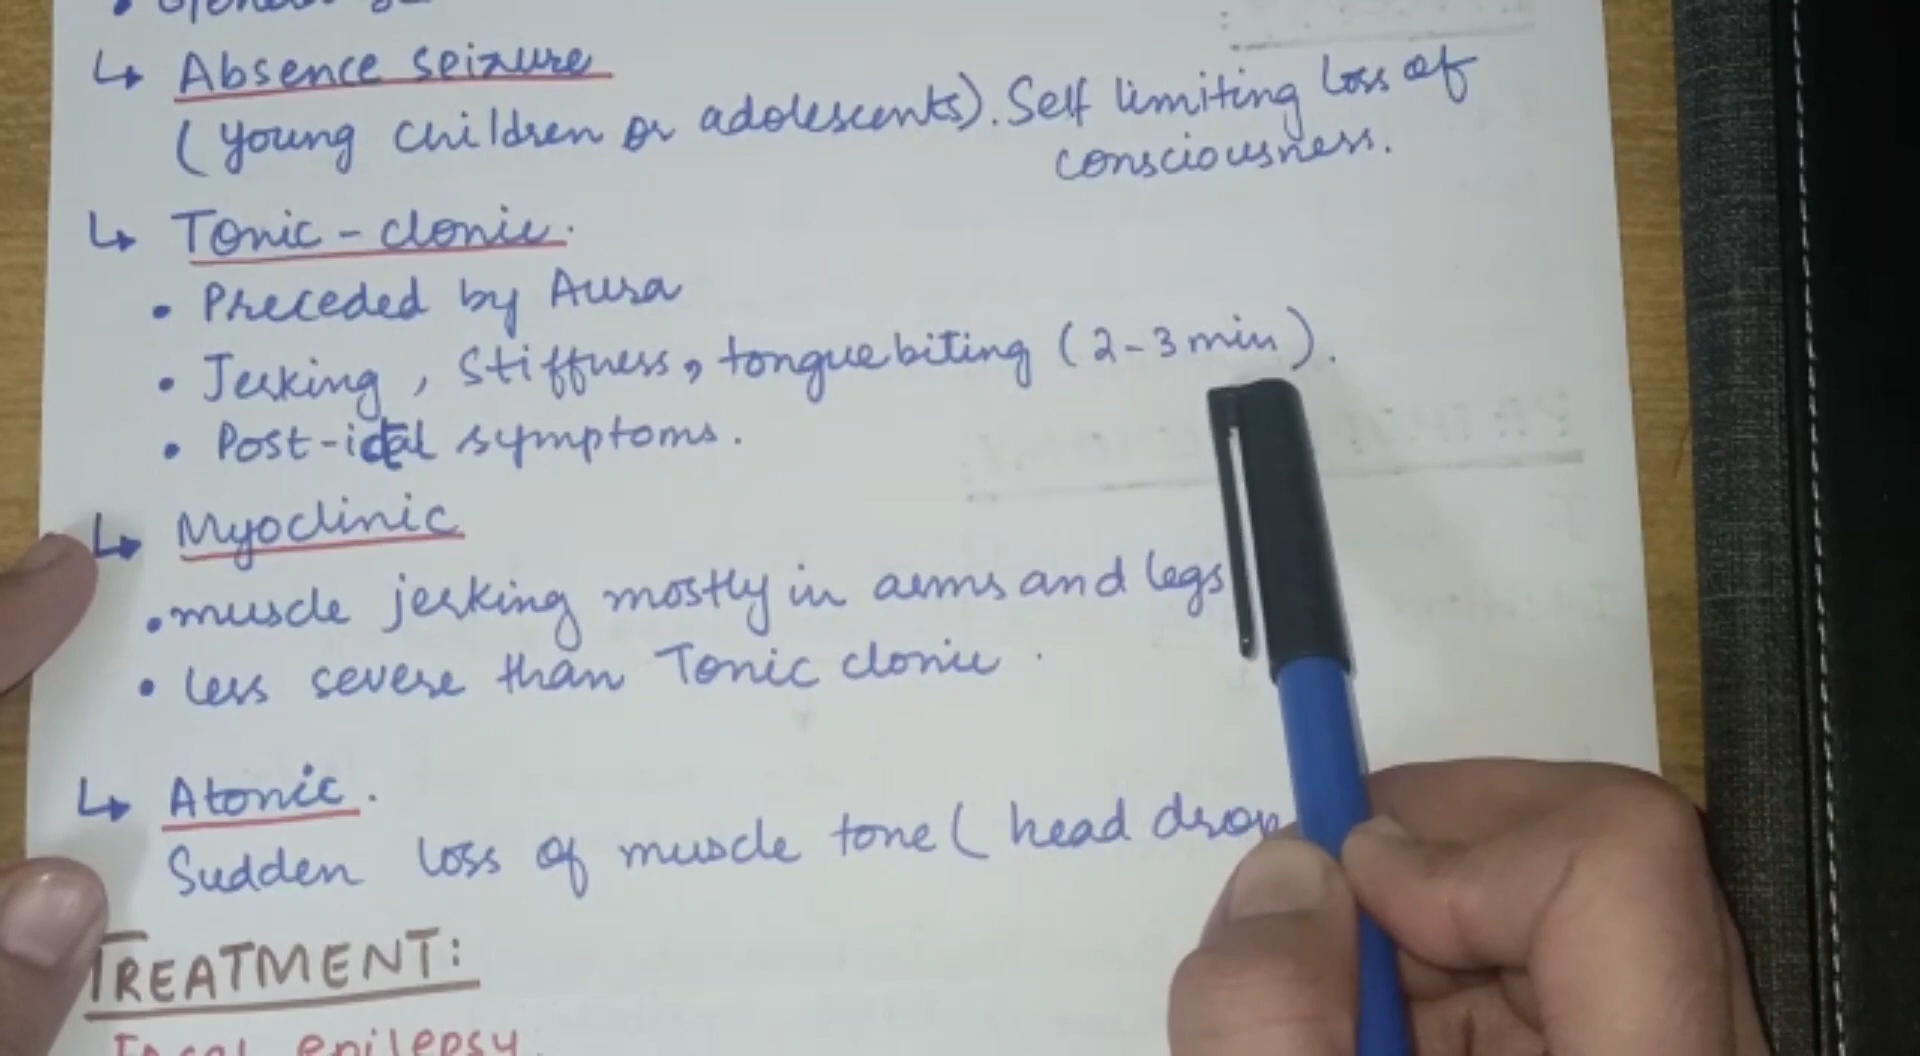 ↳ Absence seizure
(young children or adolescents). Self limiting loss of
consciousness.
↳ Tonic-clonic.
• Preceded by Aura
• Jerking, Stiffness, tongue biting (2-3 min).
• Post-ictal symptoms.
↳ Myoclinic
• muscle jerking mostly in arms and legs
• less severe than Tonic clonic.
↳ Atonic.
Sudden loss of muscle tone ( head drop
TREATMENT:
Focal epilepsy